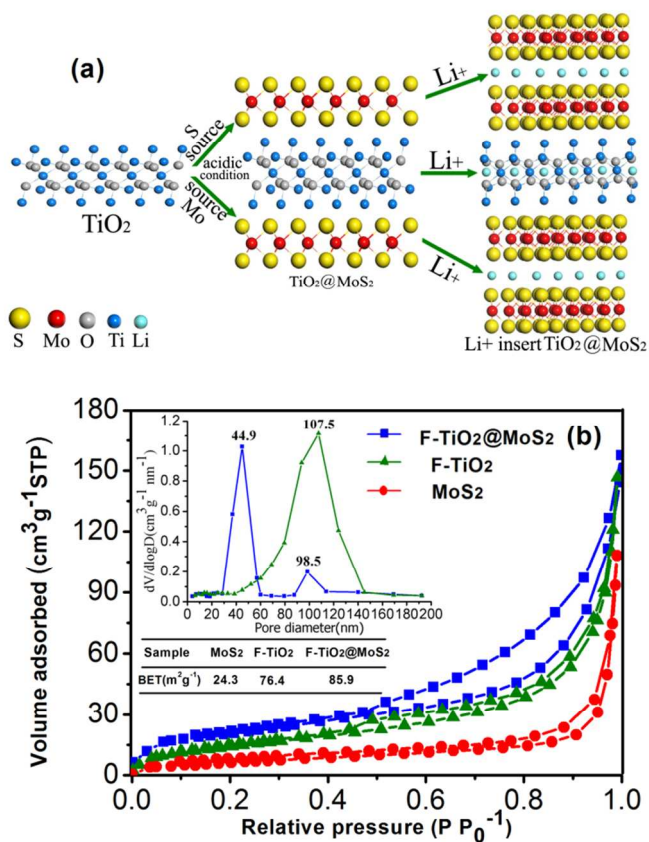 (a)
S source
acidic condition
source Mo
TiO2
TiO2@MoS2
Li+
Li+
Li+
Li+ insert TiO2@MoS2
S Mo O Ti Li
(b)
Volume adsorbed (cm3g-1STP)
180
150
120
90
60
30
0
0.0 0.2 0.4 0.6 0.8 1.0
Relative pressure (P P0-1)
F-TiO2@MoS2
F-TiO2
MoS2
dV/dlogD(cm3g-1 nm-1)
1.2
1.0
0.8
0.6
0.4
0.2
0.0
44.9
107.5
98.5
0 20 40 60 80 100 120 140 160 180 200
Pore diameter(nm)
Sample MoS2 F-TiO2 F-TiO2@MoS2
BET(m2g-1) 24.3 76.4 85.9